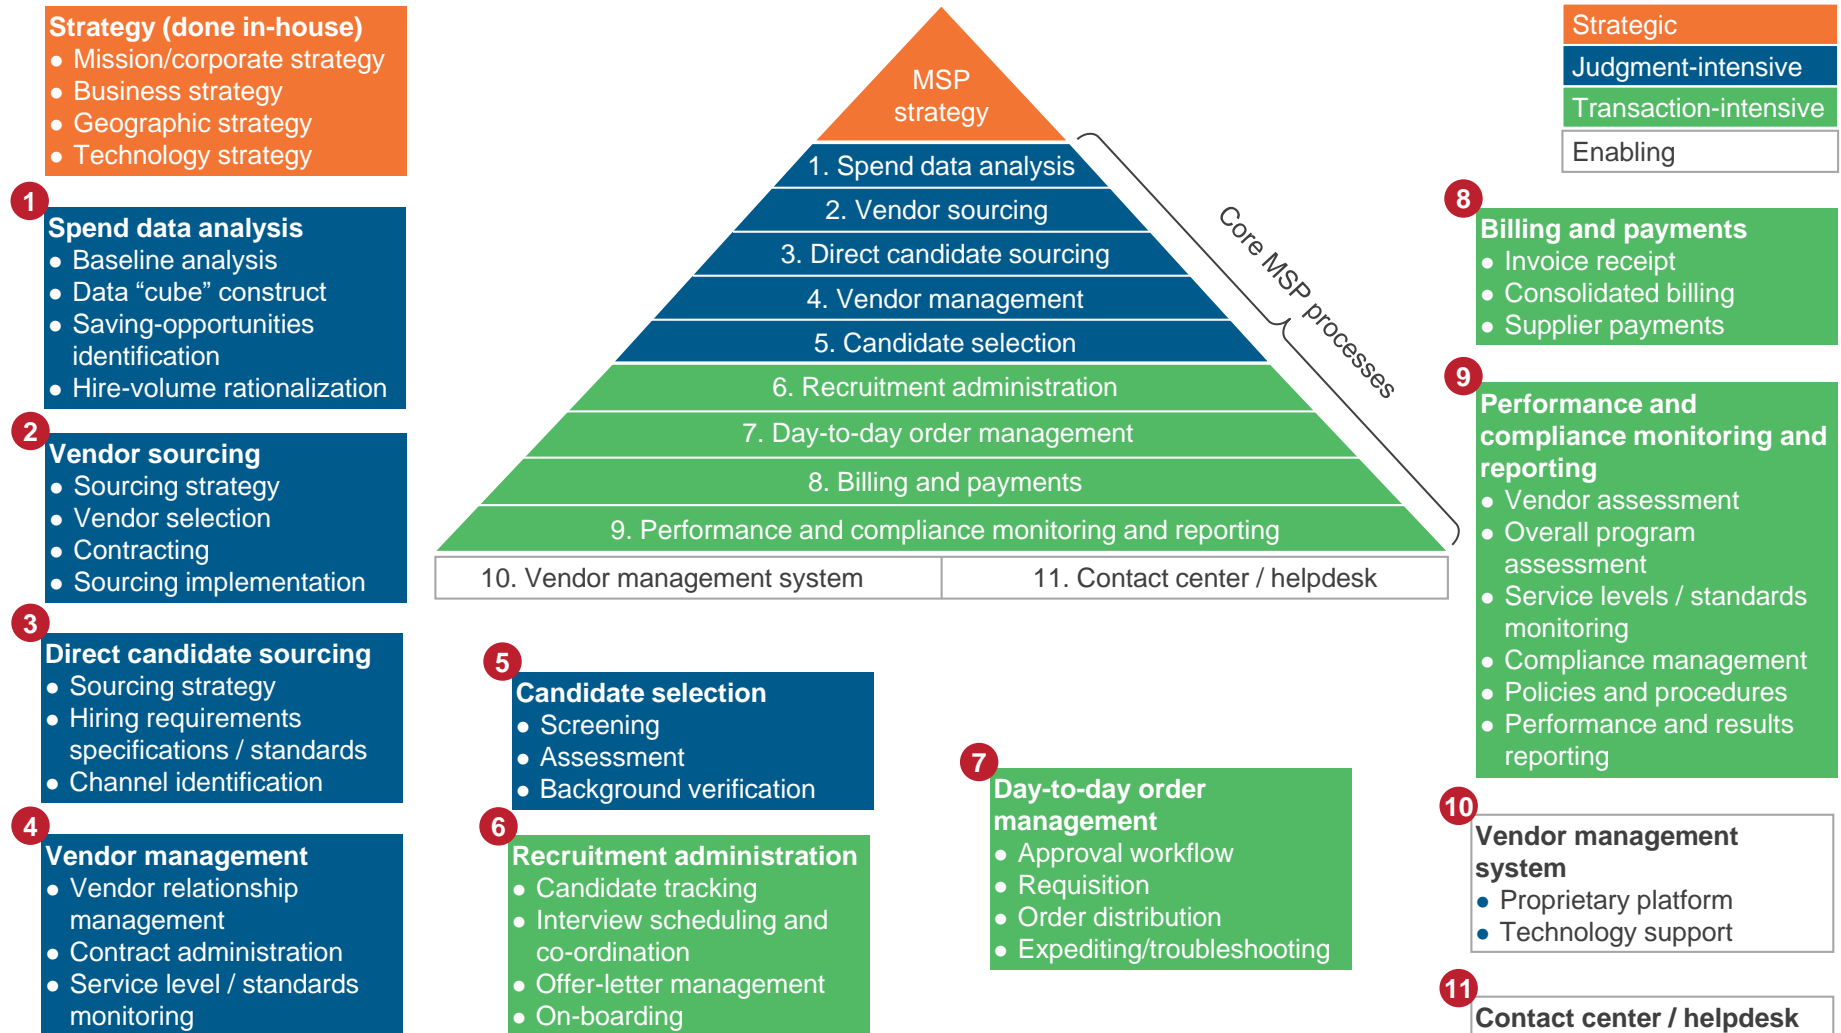 Strategy (done in-house)
● Mission/corporate strategy
● Business strategy
● Geographic strategy
● Technology strategy
1
Spend data analysis
● Baseline analysis
● Data “cube” construct
● Saving-opportunities
identification
● Hire-volume rationalization
2
Vendor sourcing
● Sourcing strategy
● Vendor selection
● Contracting
● Sourcing implementation
3
Direct candidate sourcing
● Sourcing strategy
● Hiring requirements
specifications / standards
● Channel identification
4
Vendor management
● Vendor relationship
management
● Contract administration
● Service level / standards
monitoring
MSP
strategy
1. Spend data analysis
2. Vendor sourcing
3. Direct candidate sourcing
4. Vendor management
5. Candidate selection
6. Recruitment administration
7. Day-to-day order management
8. Billing and payments
9. Performance and compliance monitoring and reporting
10. Vendor management system
11. Contact center / helpdesk
Core MSP processes
5
Candidate selection
● Screening
● Assessment
● Background verification
6
Recruitment administration
● Candidate tracking
● Interview scheduling and
co-ordination
● Offer-letter management
● On-boarding
7
Day-to-day order
management
● Approval workflow
● Requisition
● Order distribution
● Expediting/troubleshooting
Strategic
Judgment-intensive
Transaction-intensive
Enabling
8
Billing and payments
● Invoice receipt
● Consolidated billing
● Supplier payments
9
Performance and
compliance monitoring and
reporting
● Vendor assessment
● Overall program
assessment
● Service levels / standards
monitoring
● Compliance management
● Policies and procedures
● Performance and results
reporting
10
Vendor management
system
● Proprietary platform
● Technology support
11
Contact center / helpdesk